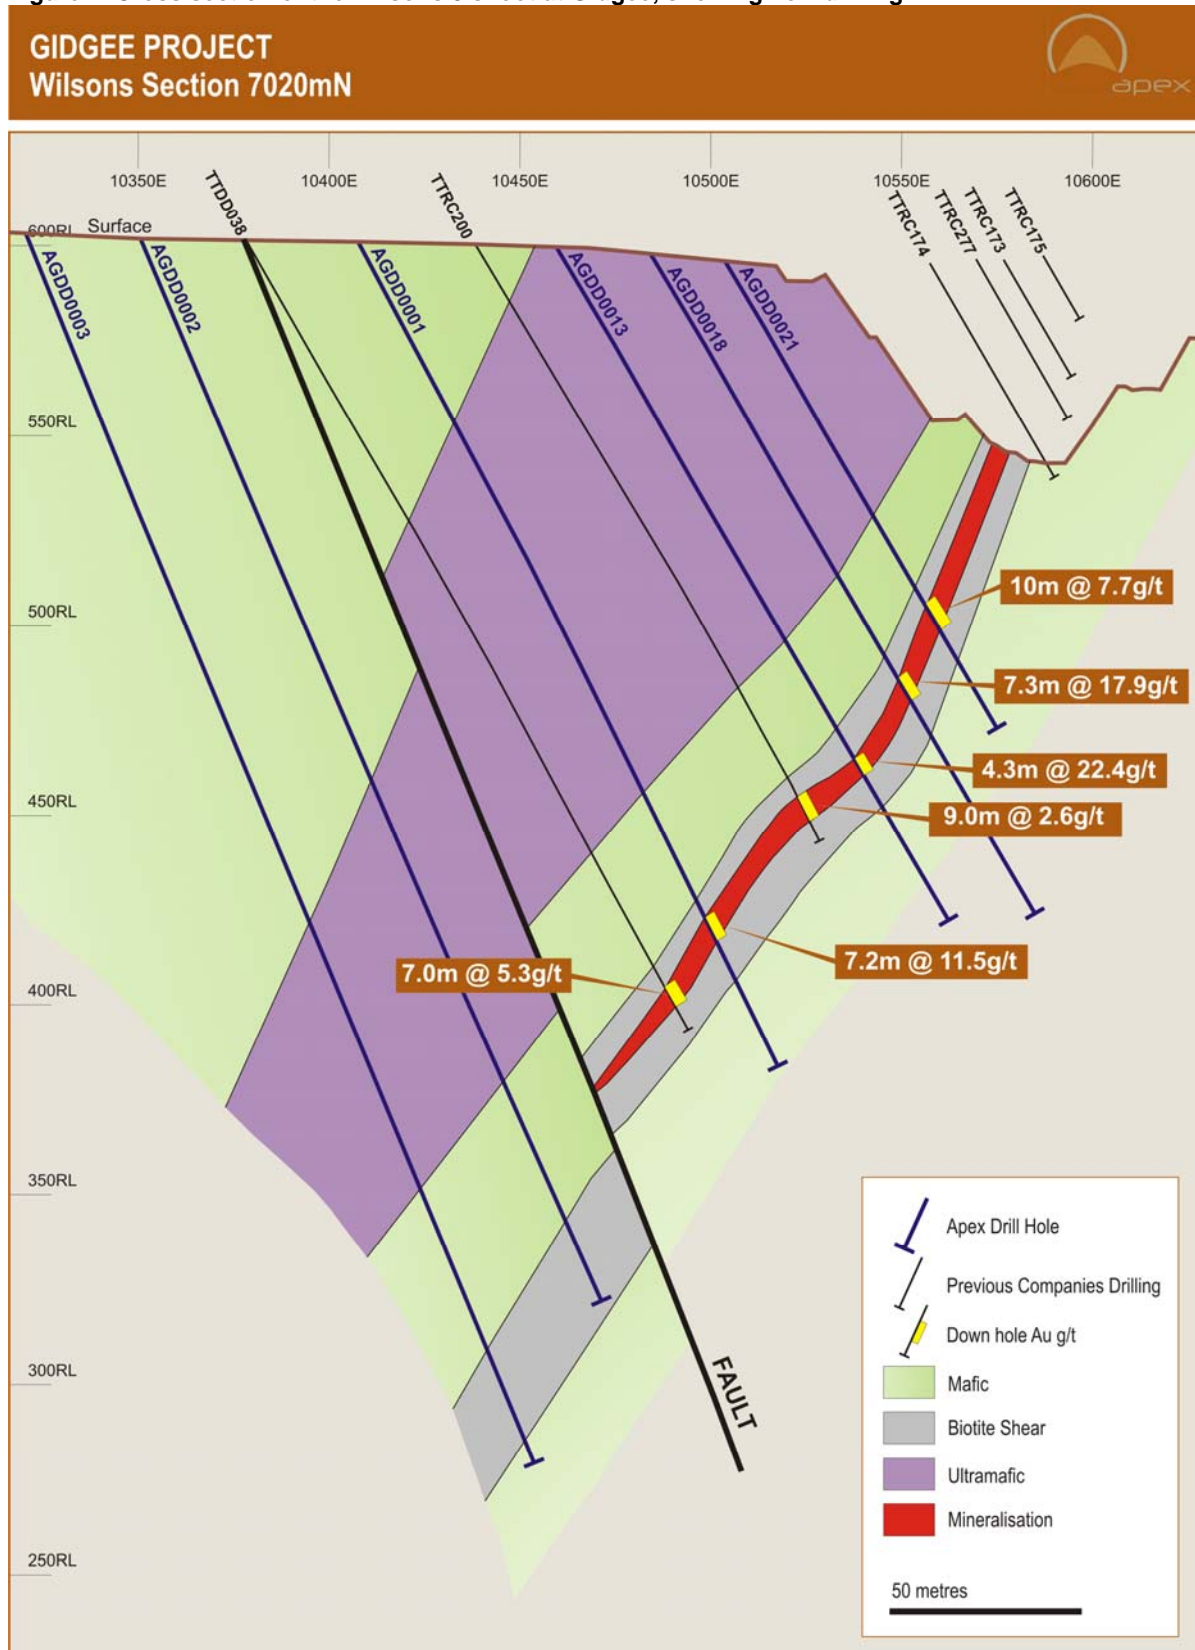 GIDGEE PROJECT
Wilsons Section 7020mN
apex
10350E
10400E
10450E
10500E
10550E
10600E
TTDD038
TTRC200
TTRC174
TTRC277
TTRC173
TTRC175
600RL
Surface
AGDD0003
AGDD0002
AGDD0001
AGDD0013
AGDD0018
AGDD0021
550RL
500RL
450RL
400RL
350RL
300RL
250RL
10m @ 7.7g/t
7.3m @ 17.9g/t
4.3m @ 22.4g/t
9.0m @ 2.6g/t
7.2m @ 11.5g/t
7.0m @ 5.3g/t
FAULT
Apex Drill Hole
Previous Companies Drilling
Down hole Au g/t
Mafic
Biotite Shear
Ultramafic
Mineralisation
50 metres